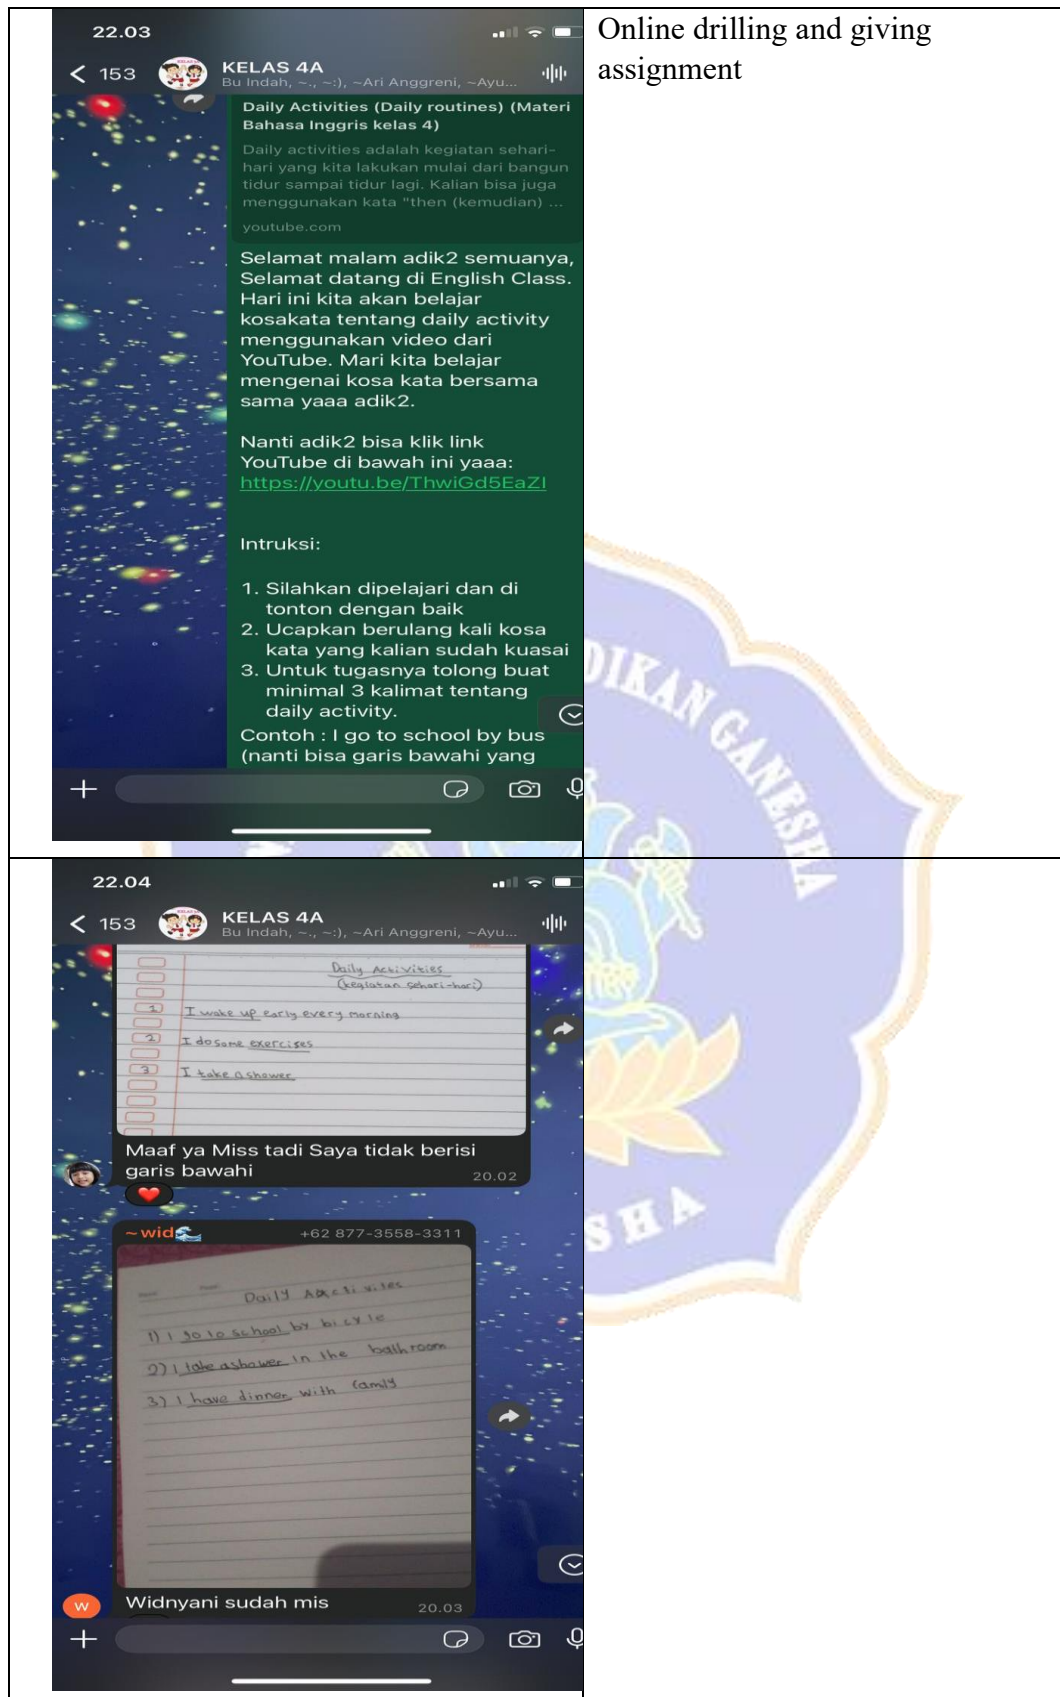 22.03
Online drilling and giving
assignment
153
KELAS 4A
Bu Indah, ~., ~:), ~Ari Anggreni, ~Ayu...
Daily Activities (Daily routines) (Materi
Bahasa Inggris kelas 4)
Daily activities adalah kegiatan sehari-
hari yang kita lakukan mulai dari bangun
tidur sampai tidur lagi. Kalian bisa juga
menggunakan kata "then (kemudian) ...
youtube.com
Selamat malam adik2 semuanya,
Selamat datang di English Class.
Hari ini kita akan belajar
kosakata tentang daily activity
menggunakan video dari
YouTube. Mari kita belajar
mengenai kosa kata bersama
sama yaaa adik2.
Nanti adik2 bisa klik link
YouTube di bawah ini yaaa:
https://youtu.be/ThwiGd5EaZI
Intruksi:
1. Silahkan dipelajari dan di
tonton dengan baik
2. Ucapkan berulang kali kosa
kata yang kalian sudah kuasai
3. Untuk tugasnya tolong buat
minimal 3 kalimat tentang
daily activity.
Contoh : I go to school by bus
(nanti bisa garis bawahi yang
DIKAN GANESHA
22.04
153
KELAS 4A
Bu Indah, ~., ~:), ~Ari Anggreni, ~Ayu...
Daily Activities
(kegiatan sehari-hari)
1) I wake up early every morning
2) I do some exercises
3 I take a shower
Maaf ya Miss tadi Saya tidak berisi
garis bawahi
20.02
SHA
~wid🌊
+62 877-3558-3311
Daily
1) I go to school by bicycle
2) I take a shower in the bathroom
3) I have dinner with family
W
Widnyani sudah mis
20.03